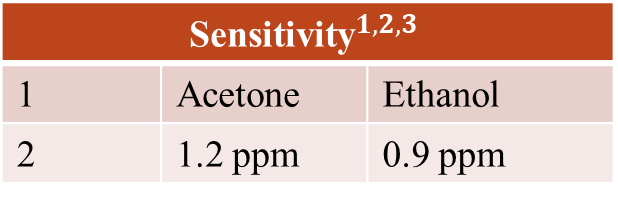 Sensitivity1,2,3
1 Acetone Ethanol
2 1.2 ppm 0.9 ppm